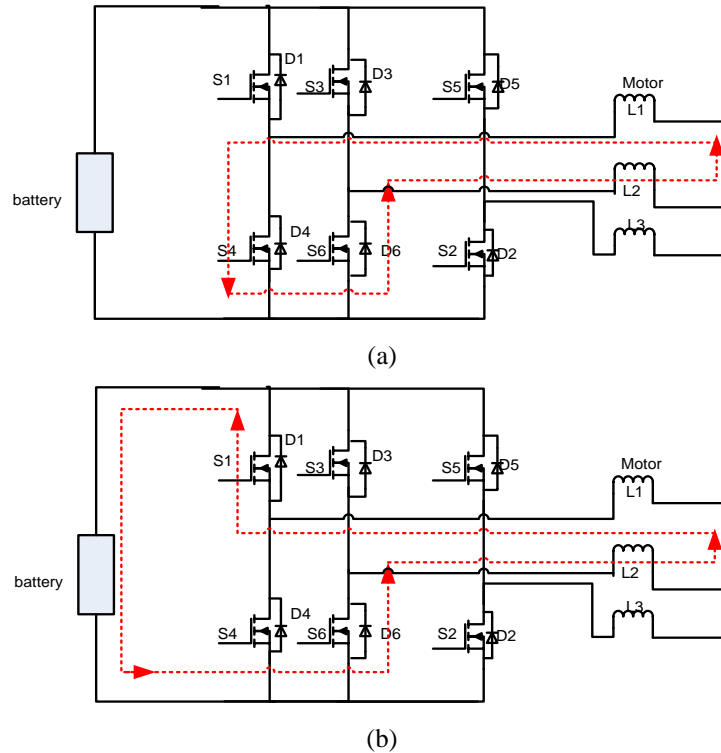 D1
S1
S3
D3
S5
D5
Motor
L1
battery
L2
L3
D4
S4
S6
D6
S2
D2
(a)
D1
S1
S3
D3
S5
D5
Motor
L1
battery
L2
L3
D4
S4
S6
D6
S2
D2
(b)